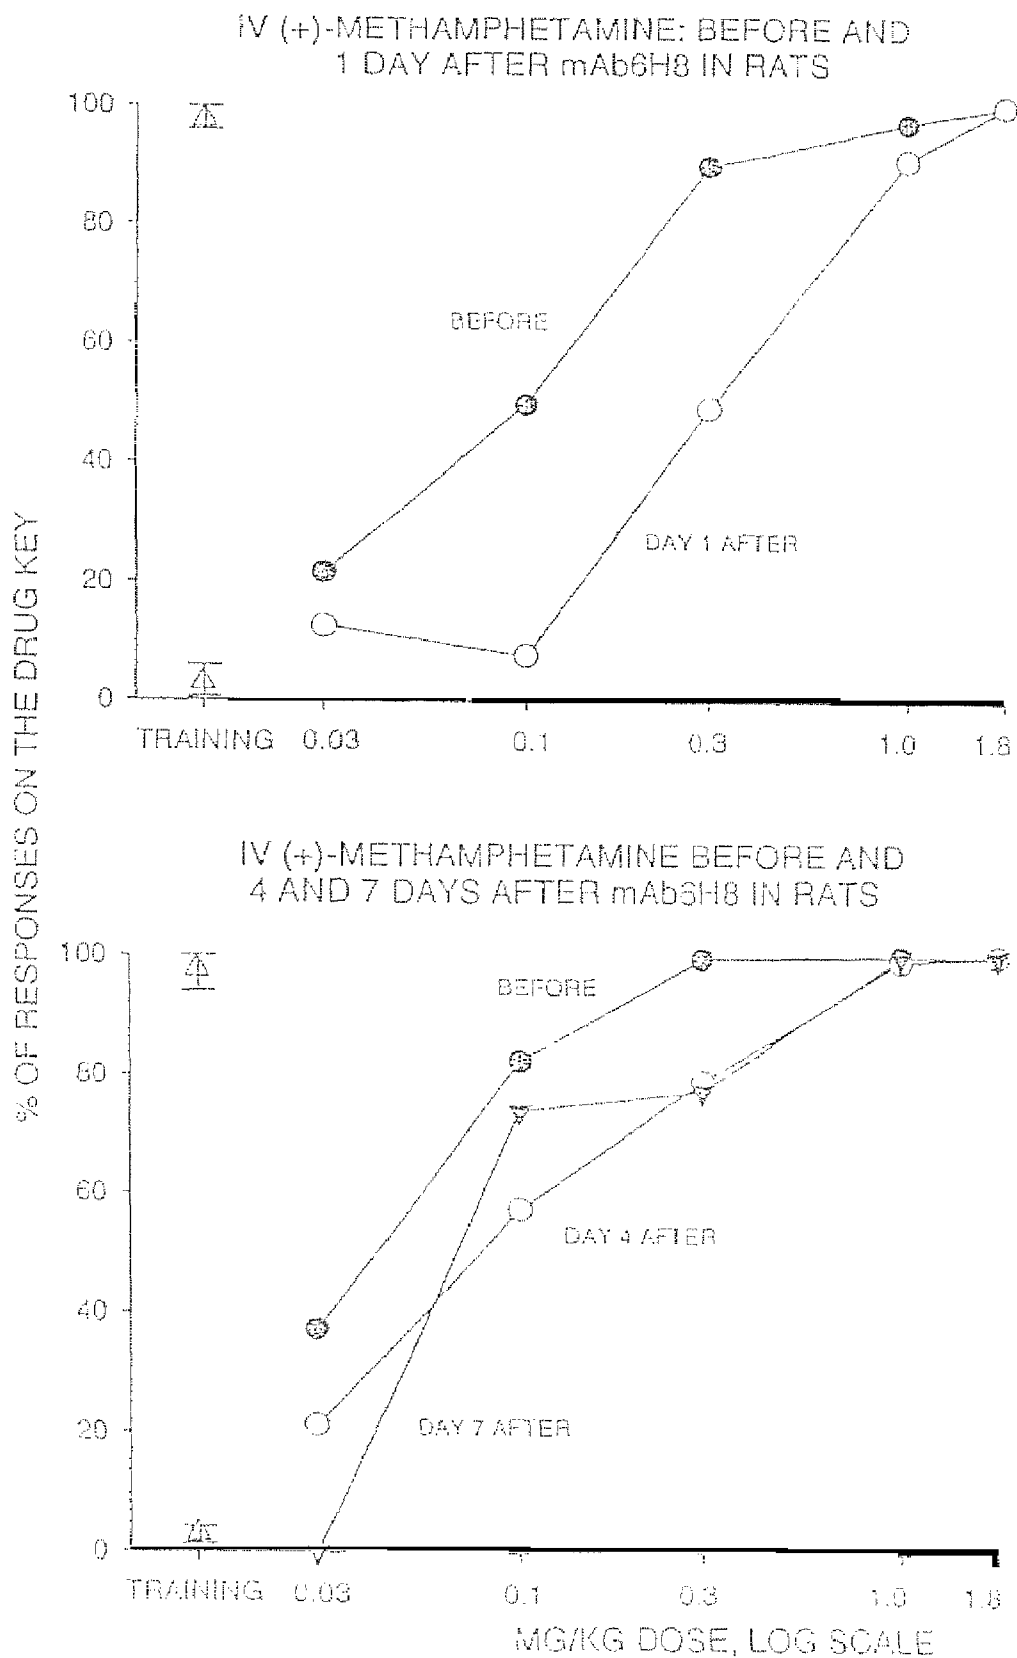 IV (+)-METHAMPHETAMINE: BEFORE AND
1 DAY AFTER mAb6H8 IN RATS
100
80
60
40
20
0
BEFORE
DAY 1 AFTER
TRAINING 0.03 0.1 0.3 1.0 1.8
% OF RESPONSES ON THE DRUG KEY
IV (+)-METHAMPHETAMINE BEFORE AND
4 AND 7 DAYS AFTER mAb6H8 IN RATS
100
80
60
40
20
0
BEFORE
DAY 4 AFTER
DAY 7 AFTER
TRAINING 0.03 0.1 0.3 1.0 1.8
MG/KG DOSE, LOG SCALE